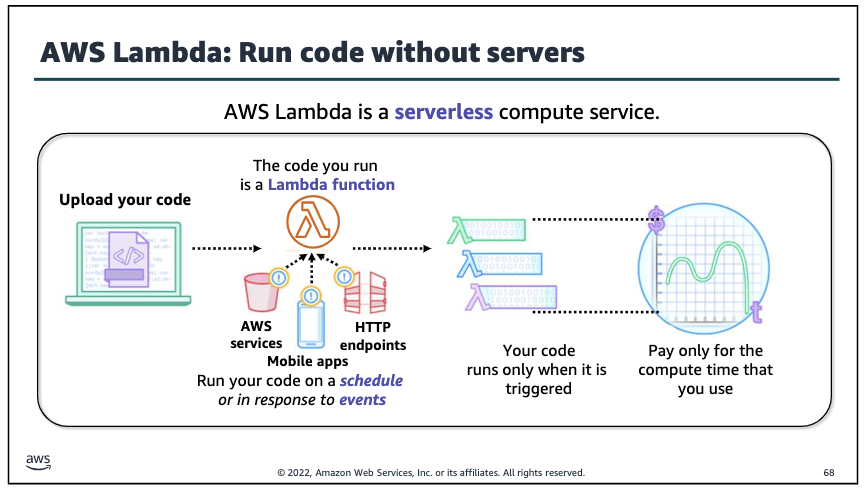 AWS Lambda: Run code without servers
AWS Lambda is a serverless compute service.
Upload your code
</>
The code you run
is a Lambda function
AWS
services
Mobile apps
HTTP
endpoints
Run your code on a schedule
or in response to events
Your code
runs only when it is
triggered
$
t
Pay only for the
compute time that
you use
aws
© 2022, Amazon Web Services, Inc. or its affiliates. All rights reserved.
68